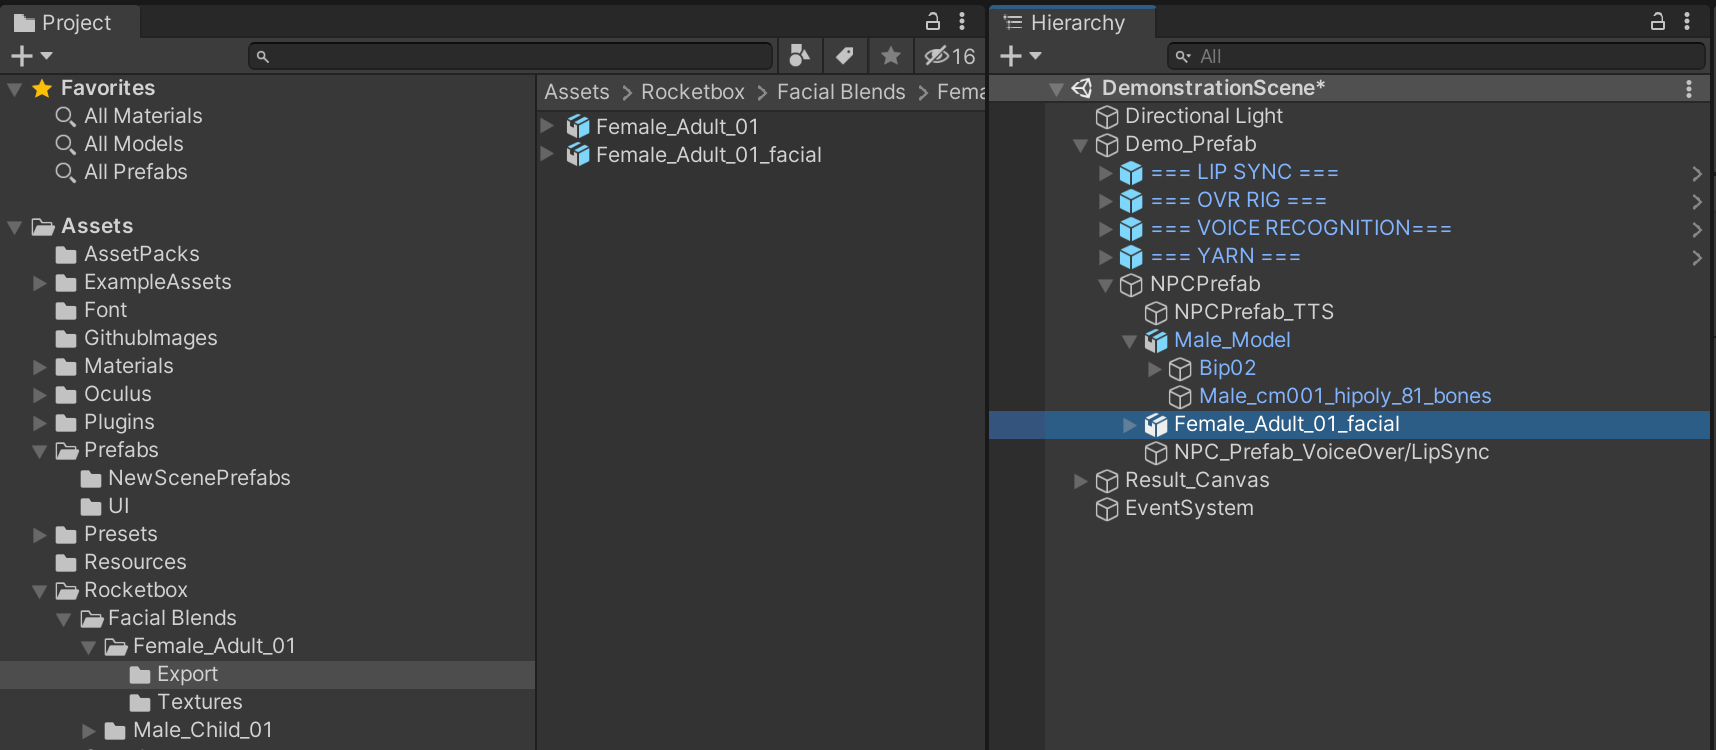 Project
16
Favorites
All Materials
All Models
All Prefabs
Assets
AssetPacks
ExampleAssets
Font
GithubImages
Materials
Oculus
Plugins
Prefabs
NewScenePrefabs
UI
Presets
Resources
Rocketbox
Facial Blends
Female_Adult_01
Export
Textures
Male_Child_01
Assets > Rocketbox > Facial Blends > Fema
Female_Adult_01
Female_Adult_01_facial
Hierarchy
All
DemonstrationScene*
Directional Light
Demo_Prefab
=== LIP SYNC ===
=== OVR RIG ===
=== VOICE RECOGNITION===
=== YARN ===
NPCPrefab
NPCPrefab_TTS
Male_Model
Bip02
Male_cm001_hipoly_81_bones
Female_Adult_01_facial
NPC_Prefab_VoiceOver/LipSync
Result_Canvas
EventSystem